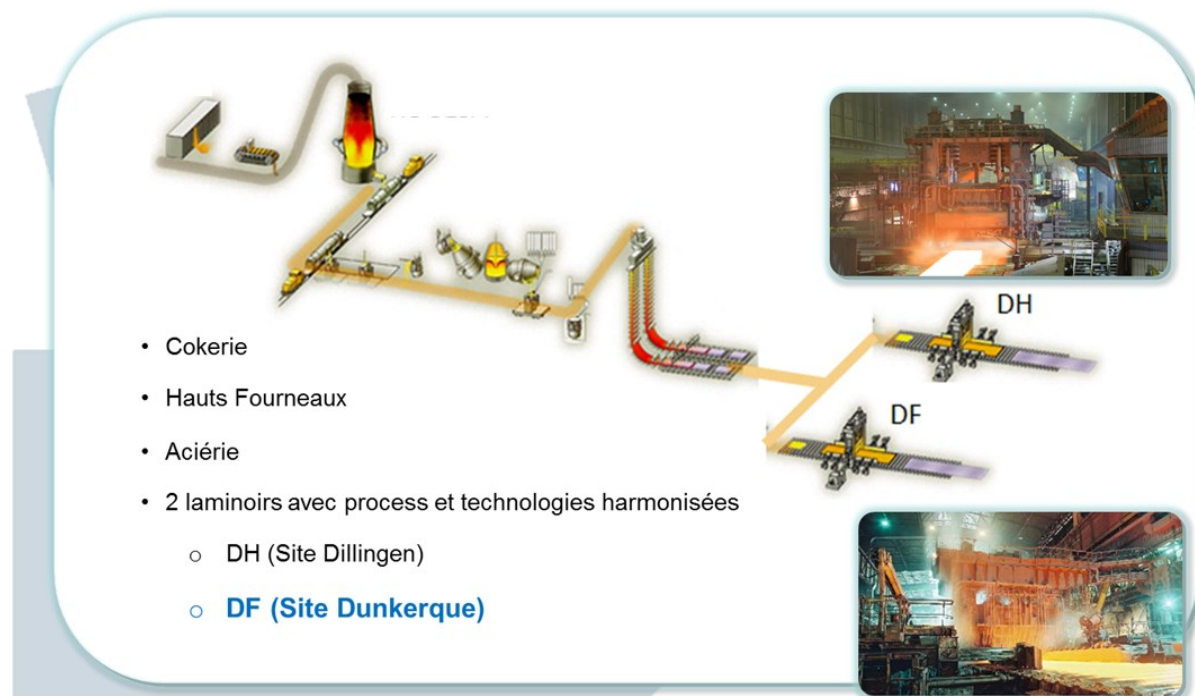 DH
DF
• Cokerie
• Hauts Fourneaux
• Aciérie
• 2 laminoirs avec process et technologies harmonisées
o DH (Site Dillingen)
o DF (Site Dunkerque)